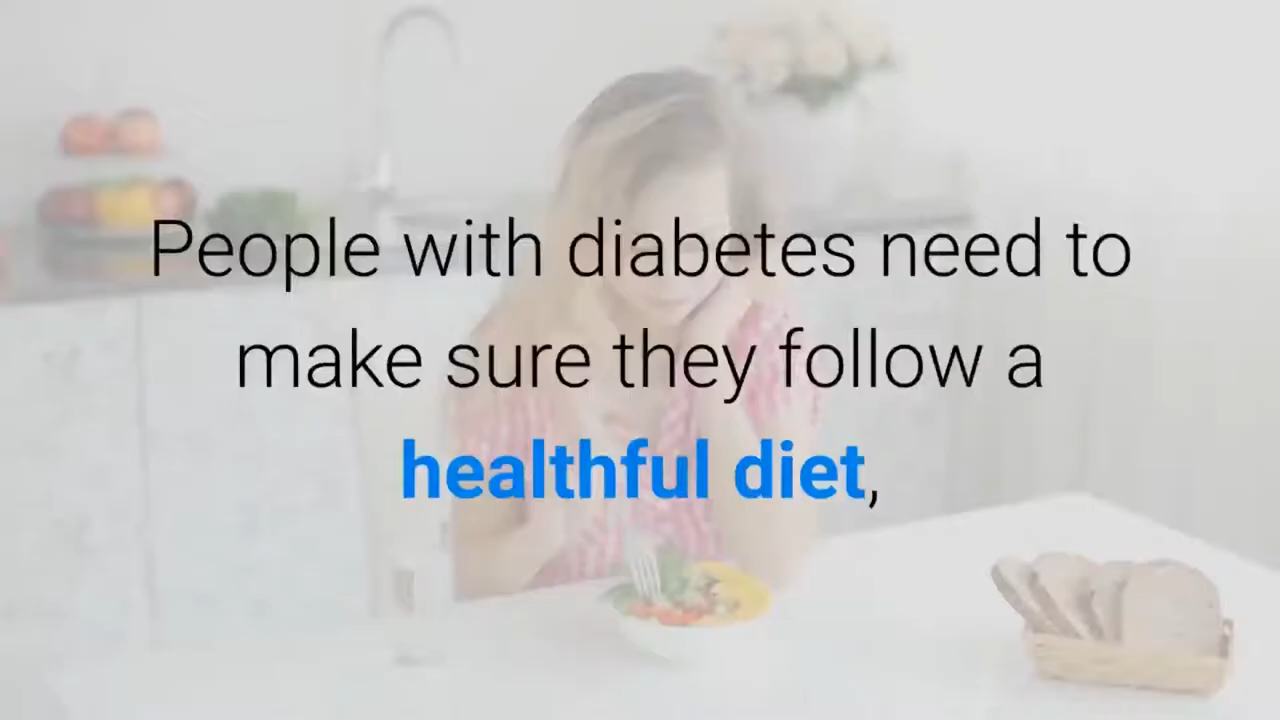 People with diabetes need to
make sure they follow a
healthful diet,